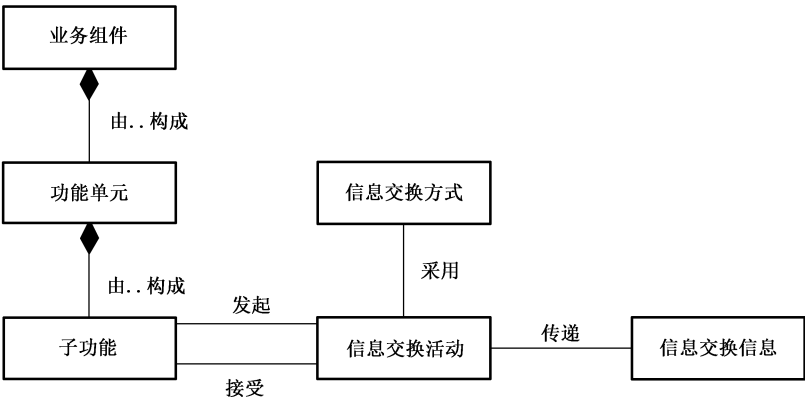 业务组件
由..构成
功能单元
信息交换方式
采用
由..构成
发起
子功能
信息交换活动
传递
信息交换信息
接受